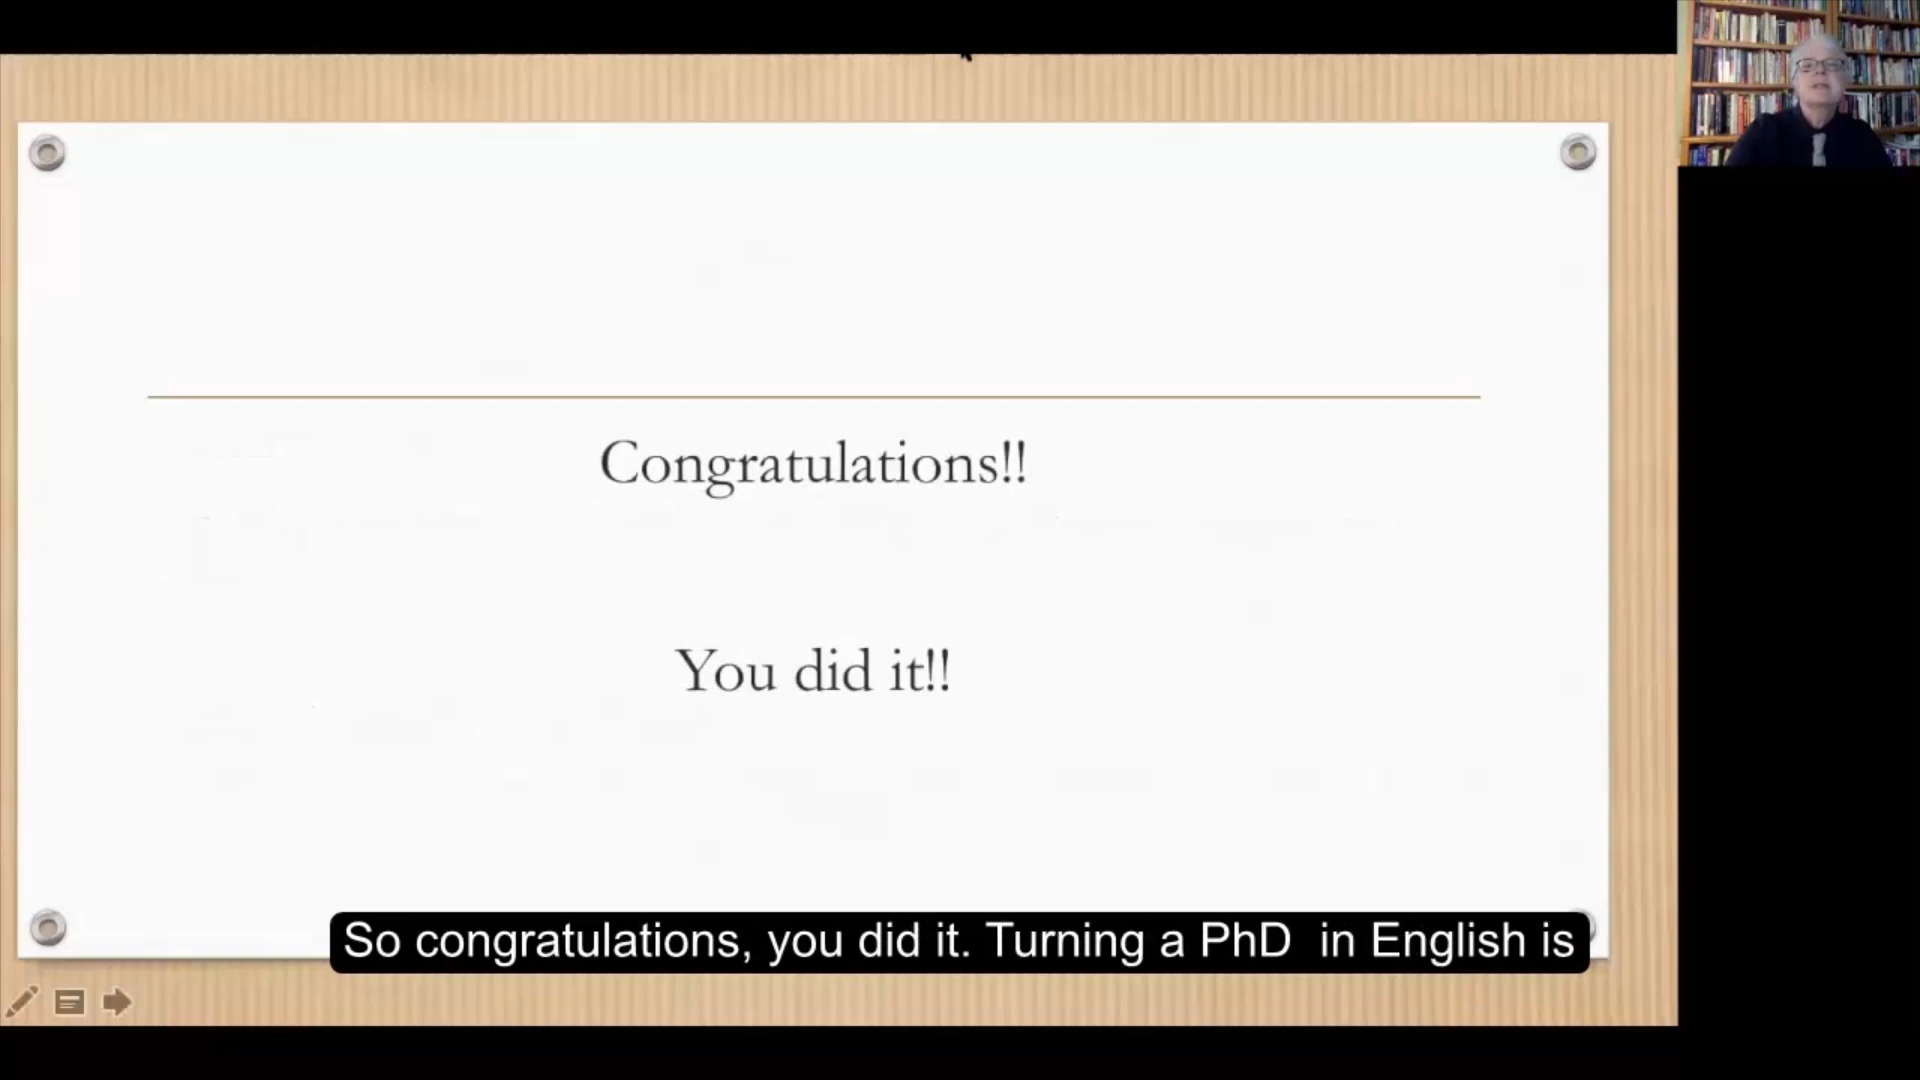 Congratulations!!
You did it!!
So congratulations, you did it. Turning a PhD  in English is